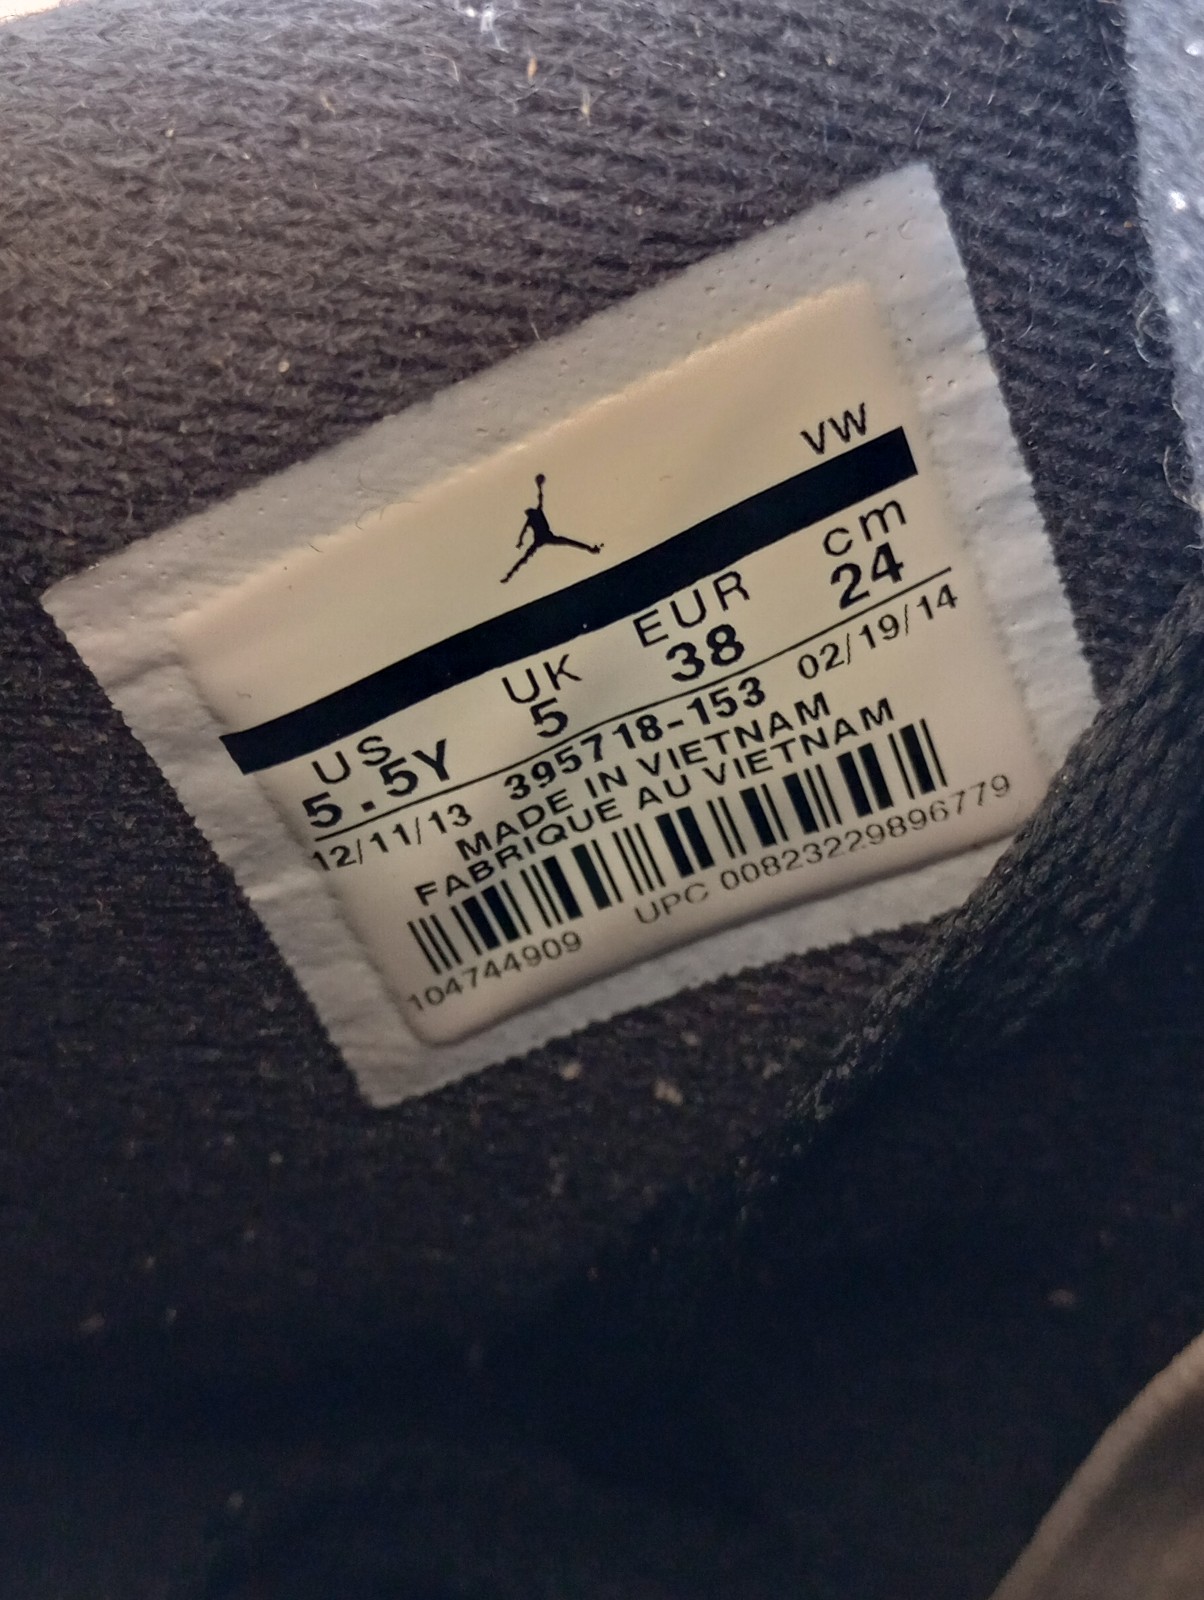 VW
US UK EUR cm
5.5Y 5 38 24
12/11/13 395718-153 02/19/14
MADE IN VIETNAM
FABRIQUE AU VIETNAM
104744909 UPC 00823229896779